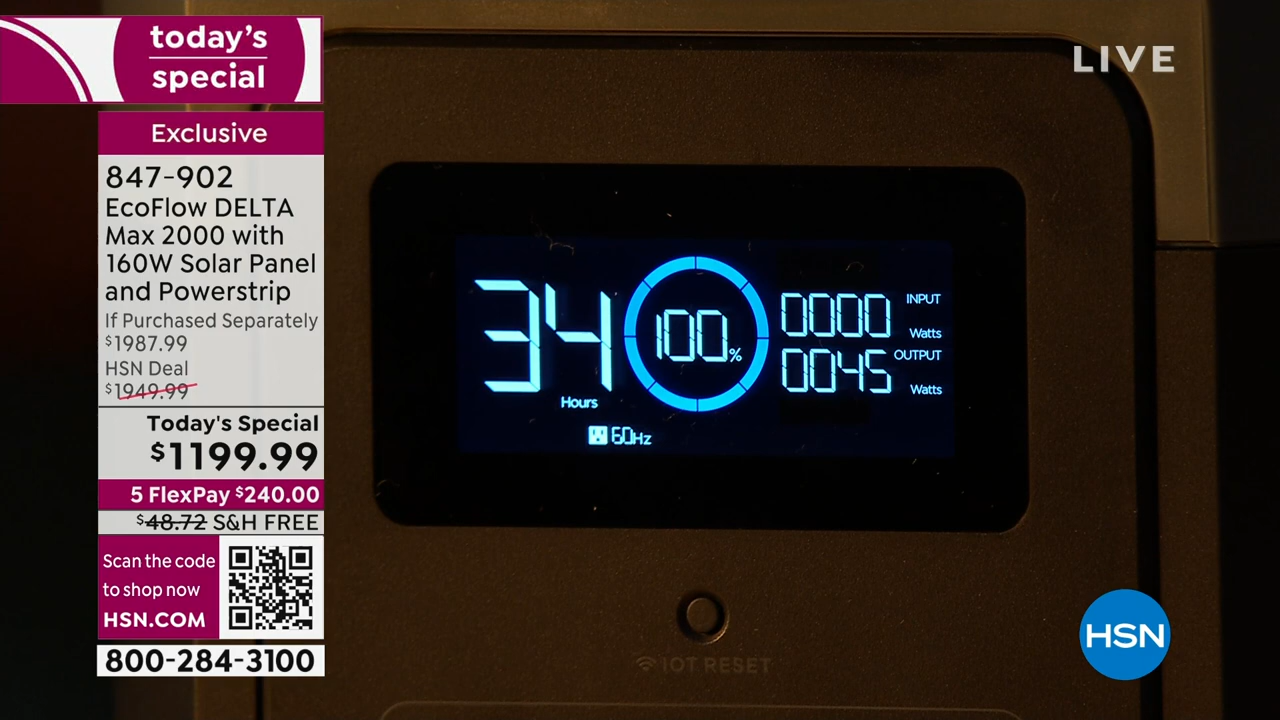 today's
special
Exclusive
847-902
EcoFlow DELTA
Max 2000 with
160W Solar Panel
and Powerstrip
If Purchased Separately
$1987.99
HSN Deal
$1949.99
Today's Special
$1199.99
5 FlexPay $240.00
$48.72 S&H FREE
Scan the code
to shop now
HSN.COM
800-284-3100
LIVE
34
Hours
100%
0000 INPUT
Watts
0045 OUTPUT
Watts
60Hz
IOT RESET
HSN